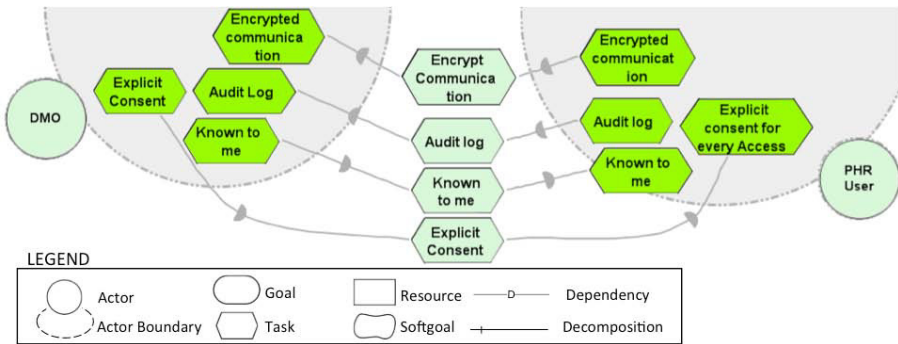 Encrypted
communica
tion
Explicit
Consent
Audit Log
Known to
me
DMO
Encrypt
Communica
tion
Audit log
Known
to me
Explicit
Consent
Encrypted
communicat
ion
Audit log
Explicit
consent for
every Access
Known to
me
PHR
User
LEGEND
Actor
Goal
Resource
D
Dependency
Actor Boundary
Task
Softgoal
Decomposition